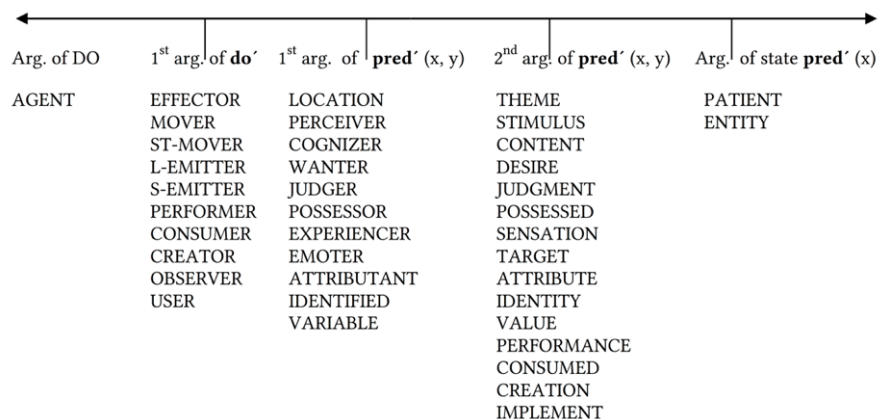 Arg. of DO 1st arg. of do´ 1st arg. of pred´ (x, y) 2nd arg. of pred´ (x, y) Arg. of state pred´ (x)
AGENT EFFECTOR LOCATION THEME PATIENT
MOVER PERCEIVER STIMULUS ENTITY
ST-MOVER COGNIZER CONTENT
L-EMITTER WANTER DESIRE
S-EMITTER JUDGER JUDGMENT
PERFORMER POSSESSOR POSSESSED
CONSUMER EXPERIENCER SENSATION
CREATOR EMOTER TARGET
OBSERVER ATTRIBUTANT ATTRIBUTE
USER IDENTIFIED IDENTITY
VARIABLE VALUE
PERFORMANCE
CONSUMED
CREATION
IMPLEMENT